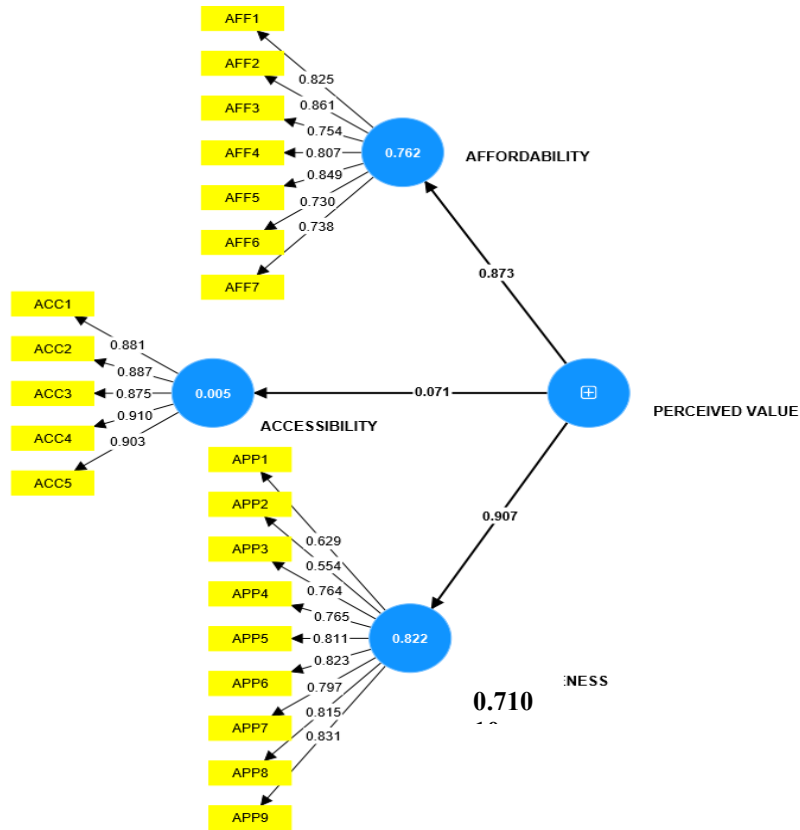 AFF1
0.825
AFF2
0.861
AFF3
0.754
AFF4
0.807
0.762
AFFORDABILITY
AFF5
0.849
AFF6
0.730
AFF7
0.738
0.873
ACC1
0.881
ACC2
0.887
ACC3
0.875
0.005
0.071
PERCEIVED VALUE
ACC4
0.910
ACCESSIBILITY
ACC5
0.903
APP1
0.629
APP2
0.554
0.907
APP3
0.764
APP4
0.765
APP5
0.811
0.822
APP6
0.823
NESS
0.710
APP7
0.797
APP8
0.815
APP9
0.831